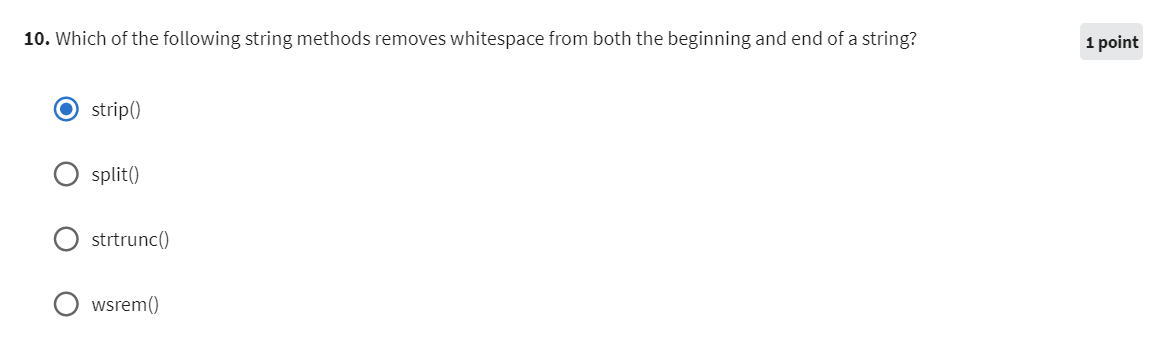 10. Which of the following string methods removes whitespace from both the beginning and end of a string?
1 point
strip()
split()
strtrunc()
wsrem()